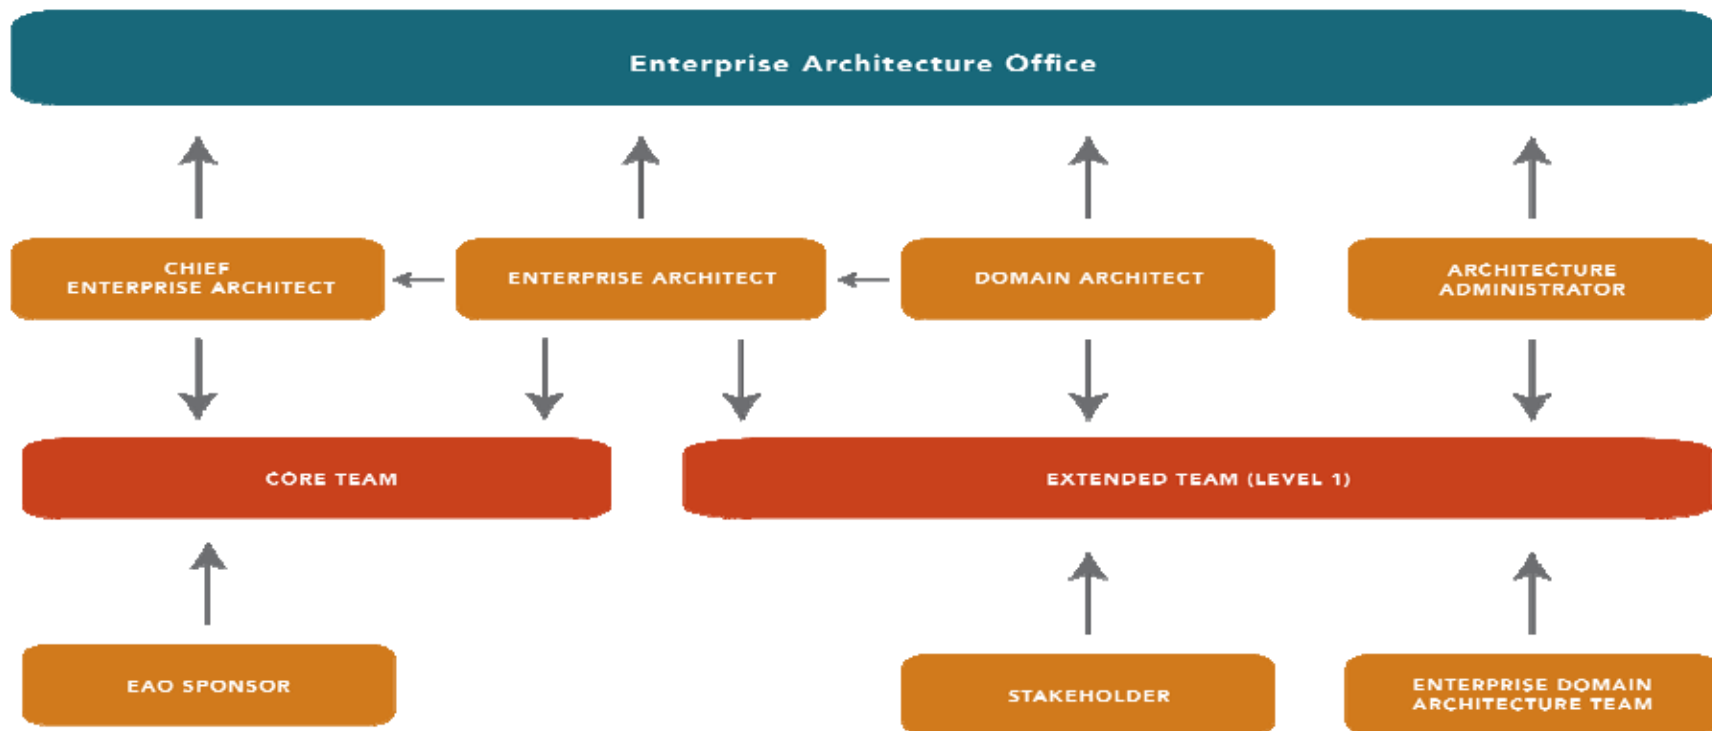 Enterprise Architecture Office
CHIEF
ENTERPRISE ARCHITECT
ENTERPRISE ARCHITECT
DOMAIN ARCHITECT
ARCHITECTURE
ADMINISTRATOR
CORE TEAM
EXTENDED TEAM (LEVEL 1)
EAO SPONSOR
STAKEHOLDER
ENTERPRISE DOMAIN
ARCHITECTURE TEAM